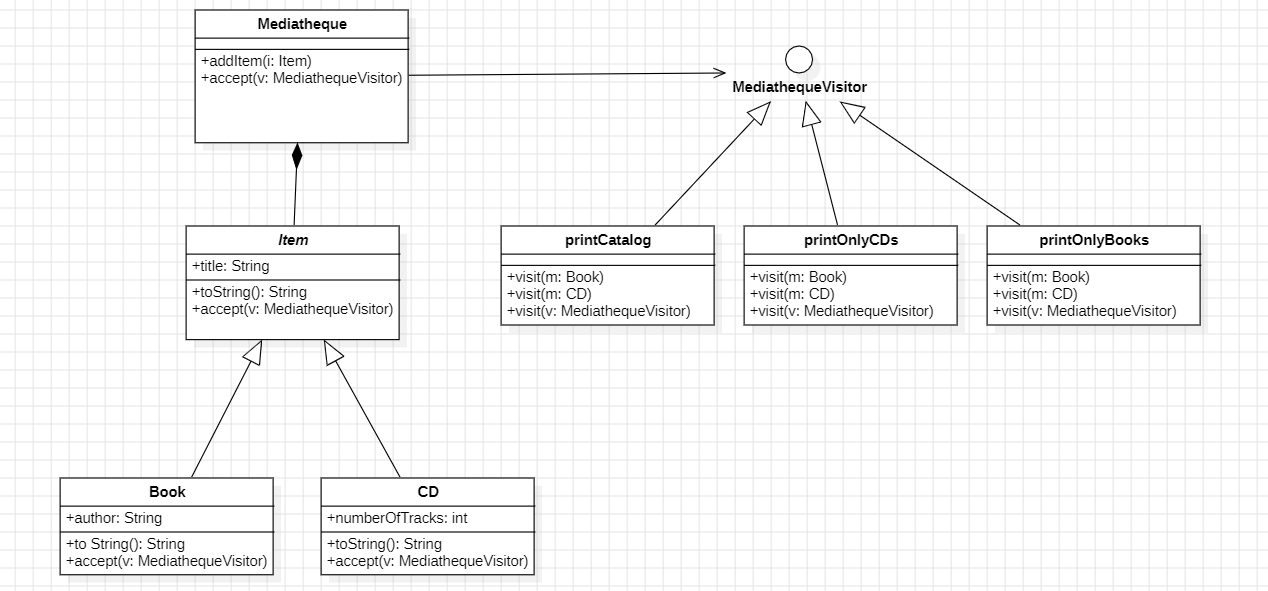 Mediatheque
+addItem(i: Item)
+accept(v: MediathequeVisitor)
MediathequeVisitor
Item
+title: String
+toString(): String
+accept(v: MediathequeVisitor)
printCatalog
+visit(m: Book)
+visit(m: CD)
+visit(v: MediathequeVisitor)
printOnlyCDs
+visit(m: Book)
+visit(m: CD)
+visit(v: MediathequeVisitor)
printOnlyBooks
+visit(m: Book)
+visit(m: CD)
+visit(v: MediathequeVisitor)
Book
+author: String
+to String(): String
+accept(v: MediathequeVisitor)
CD
+numberOfTracks: int
+toString(): String
+accept(v: MediathequeVisitor)